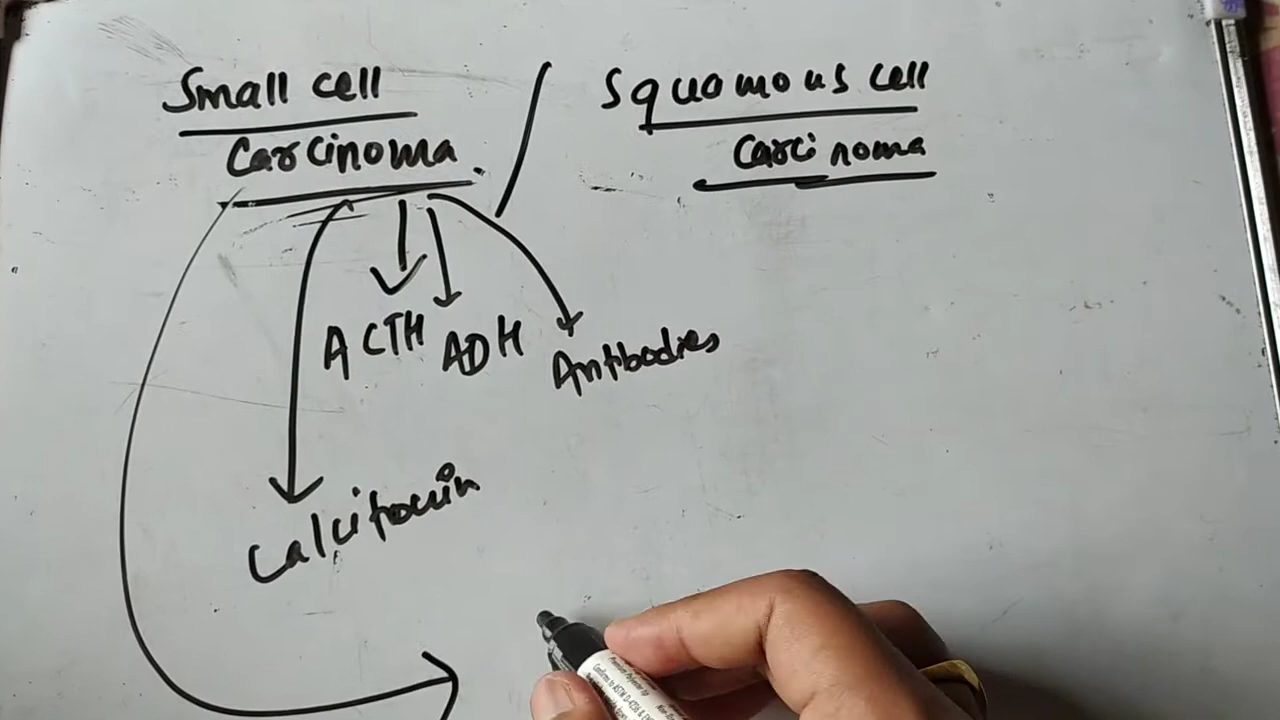 Small cell
Carcinoma
Squamous cell
Carcinoma
ACTH
ADH
Antibodies
Calcitonin